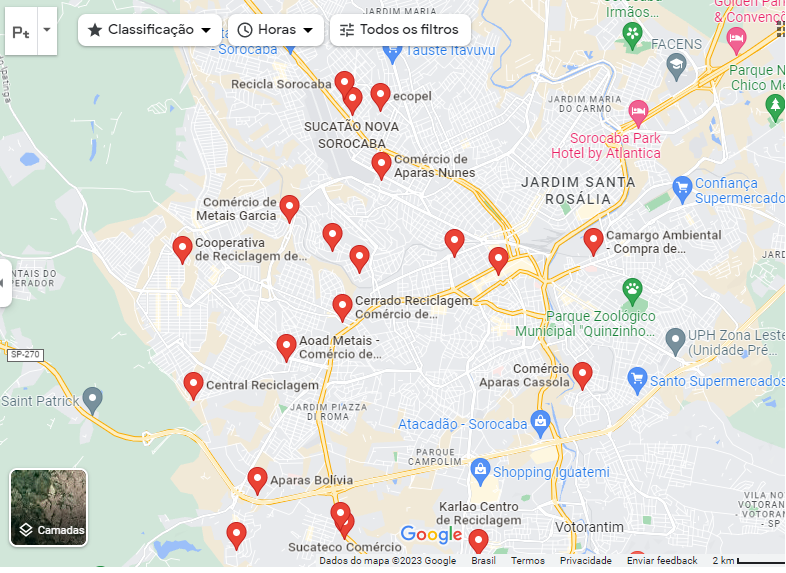 JARDIM MARIA
Sorocaba
Irmãos...
Golden Park
& Convenç
P₺
Classificação
Horas
Todos os filtros
- Sorocaba
Tauste Itavuvu
FACENS
Parque N
Chico Me
Recicla Sorocaba
ecopel
JARDIM MARIA
DO CARMO
SUCATÃO NOVA
SOROCABA
Sorocaba Park
Hotel by Atlantica
Comércio de
Aparas Nunes
JARDIM SANTA
ROSÁLIA
Confiança
Supermercado
Comércio de
Metais Garcia
Cooperativa
de Reciclagem de...
Camargo Ambiental
- Compra de...
NTAIS DO
PERADOR
Cerrado Reciclagem
Comércio de...
Parque Zoológico
Municipal "Quinzinho...
Aoad Metais -
Comércio de...
UPH Zona Leste
(Unidade Pré...
SP-270
Comércio
Aparas Cassola
Central Reciclagem
Santo Supermercados
Saint Patrick
JARDIM PIAZZA
DI ROMA
Atacadão - Sorocaba
PARQUE
CAMPOLIM
Shopping Iguatemi
Aparas Bolívia
Karlao Centro
de Reciclagem
VILA NO
VOTORAN
VOTORAN
- SP
Camadas
Google
Votorantim
Sucateco Comércio
Dados do mapa ©2023 Google
Brasil
Termos
Privacidade
Enviar feedback
2 km